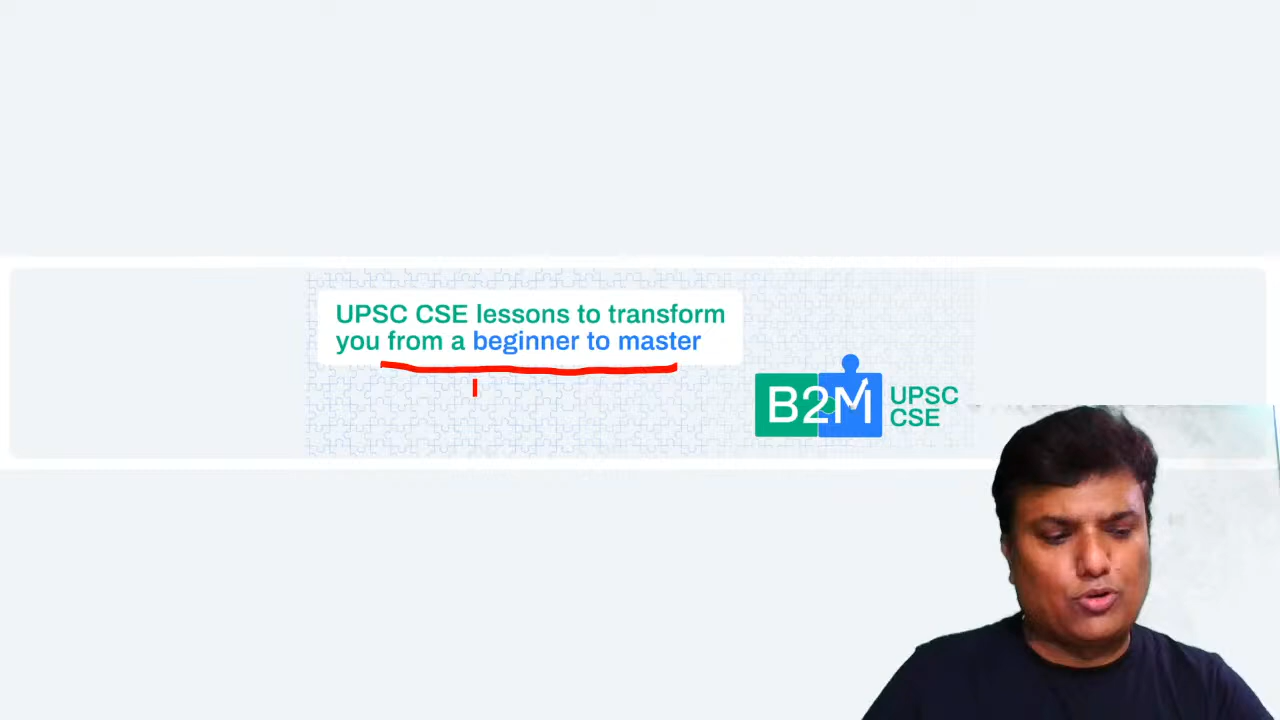 UPSC CSE lessons to transform
you from a beginner to master
B2M UPSC
CSE